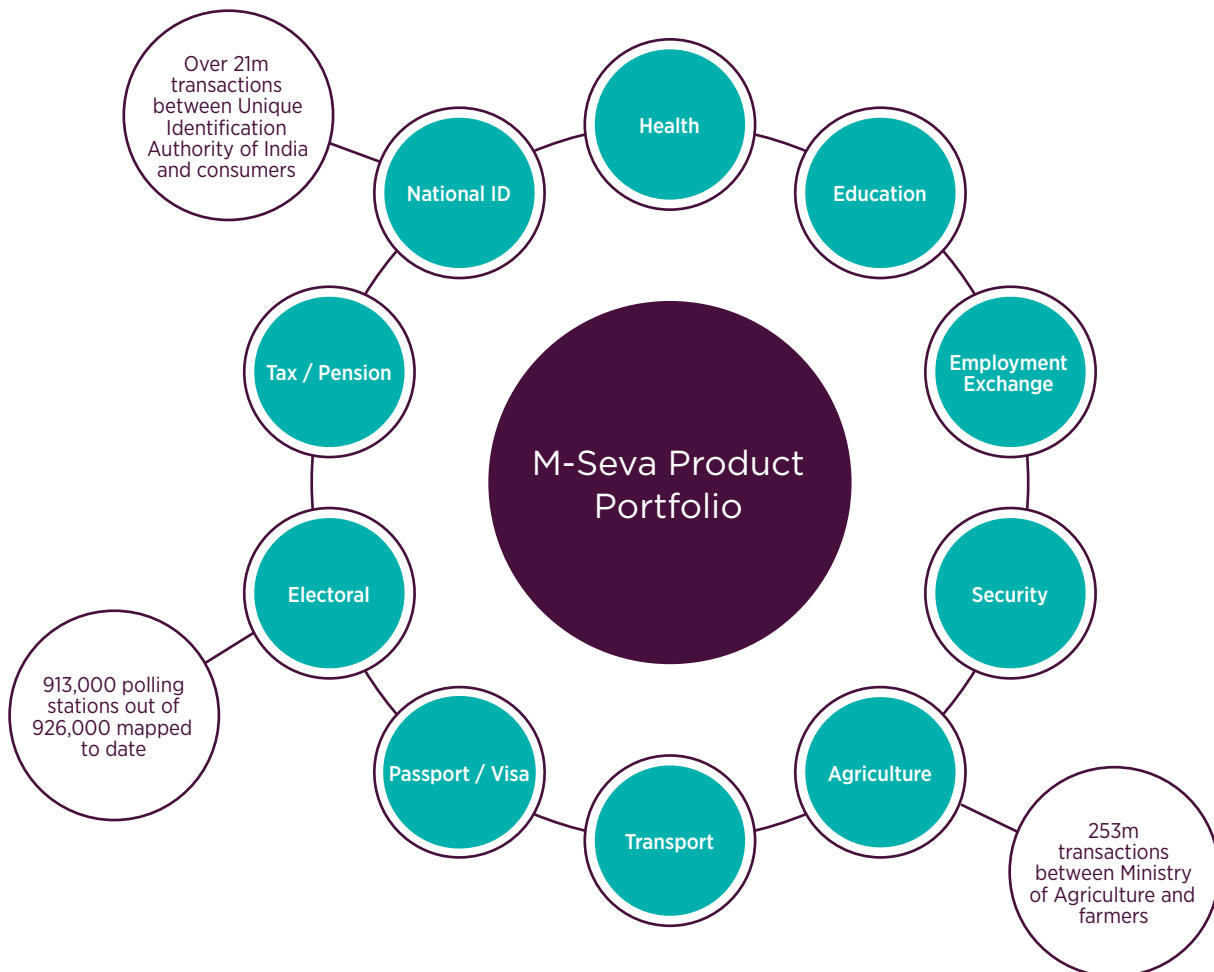 Over 21m
transactions
between Unique
Identification
Authority of India
and consumers
National ID
Health
Education
Employment
Exchange
Security
Agriculture
253m
transactions
between Ministry
of Agriculture and
farmers
Transport
Passport / Visa
Electoral
913,000 polling
stations out of
926,000 mapped
to date
Tax / Pension
M-Seva Product
Portfolio